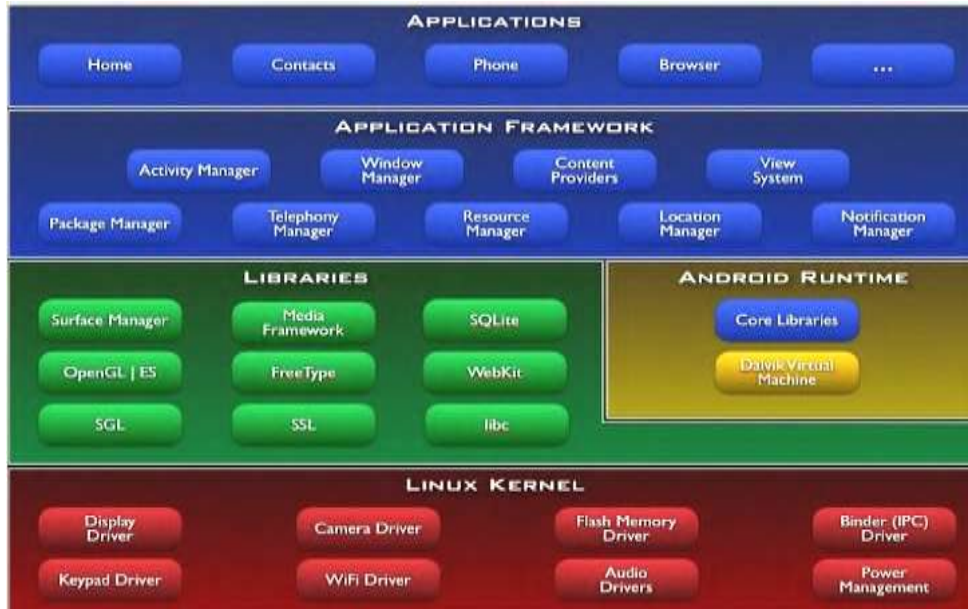 APPLICATIONS
Home
Contacts
Phone
Browser
...
APPLICATION FRAMEWORK
Activity Manager
Window
Manager
Content
Providers
View
System
Package Manager
Telephony
Manager
Resource
Manager
Location
Manager
Notification
Manager
LIBRARIES
Surface Manager
Media
Framework
SQLite
OpenGL | ES
FreeType
WebKit
SGL
SSL
libc
ANDROID RUNTIME
Core Libraries
Dalvik Virtual
Machine
LINUX KERNEL
Display
Driver
Camera Driver
Flash Memory
Driver
Binder (IPC)
Driver
Keypad Driver
WiFi Driver
Audio
Drivers
Power
Management